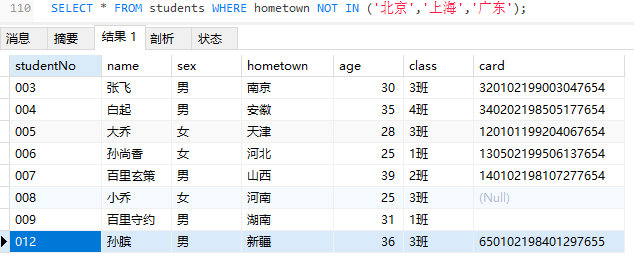 110 SELECT * FROM students WHERE hometown NOT IN ('北京','上海','广东');
消息 摘要 结果 1 剖析 状态
studentNo name sex hometown age class card
003 张飞 男 南京 30 3班 320102199003047654
004 白起 男 安徽 35 4班 340202198505177654
005 大乔 女 天津 28 3班 120101199204067654
006 孙尚香 女 河北 25 1班 130502199506137654
007 百里玄策 男 山西 39 2班 140102198107277654
008 小乔 女 河南 25 3班 (Null)
009 百里守约 男 湖南 31 1班
012 孙膑 男 新疆 36 3班 650102198401297655